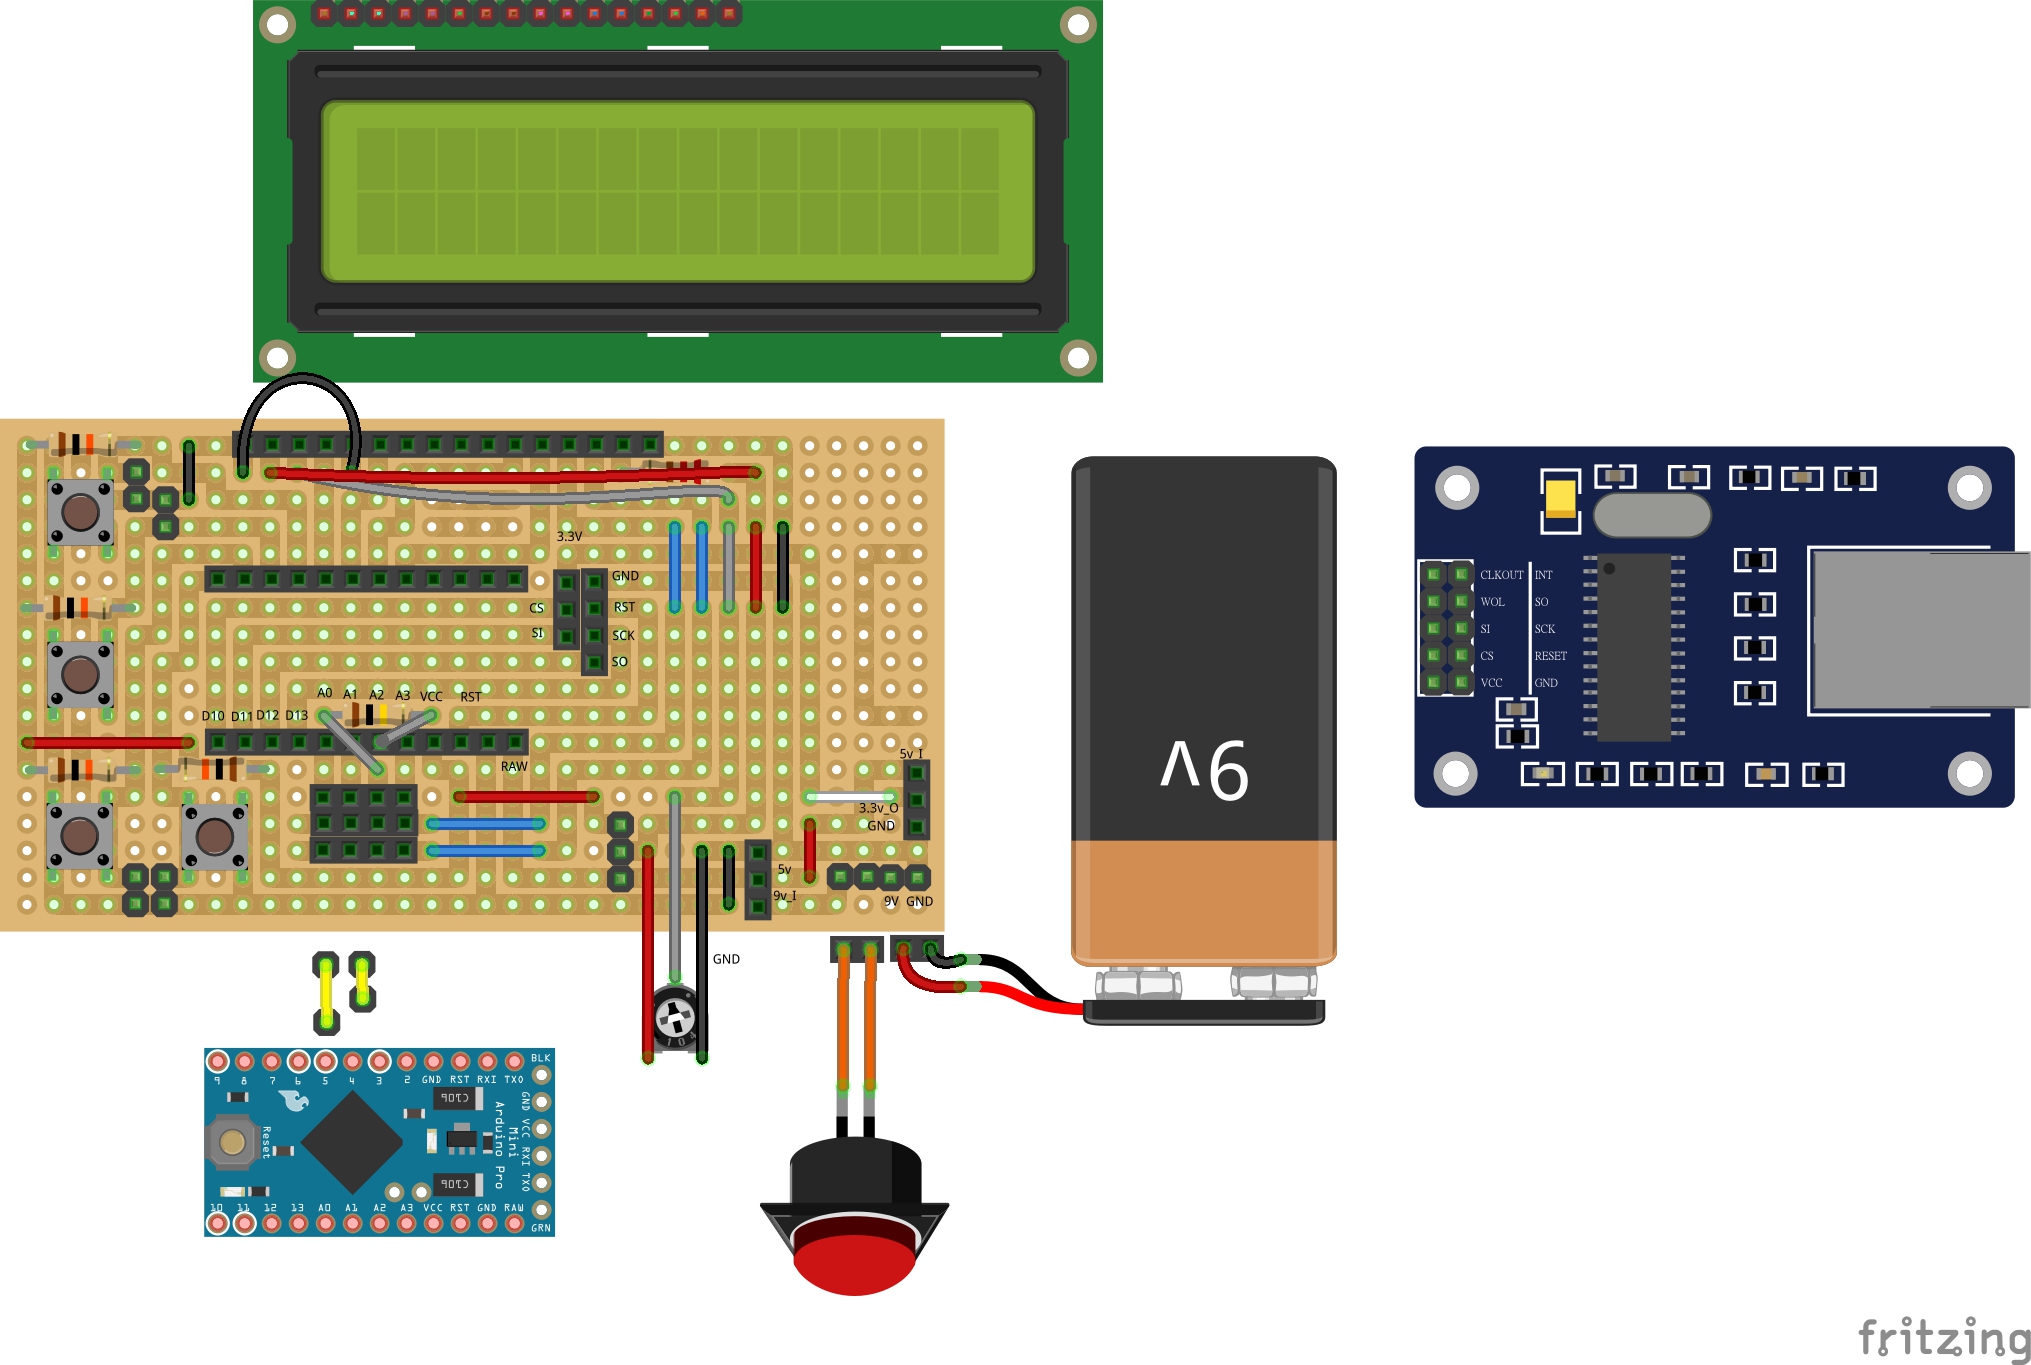 3.3V
GND
CS
RST
SI
SCK
SO
A0 A1 A2 A3 VCC RST
D10 D11 D12 D13
RAW
5v_I
3.3v_O
GND
5v
9v_I
9V GND
GND
9V
CLKOUT INT
WOL SO
SI SCK
CS RESET
VCC GND
104
BLK
9 8 7 6 5 4 3 2 GND RST RXI TXO
GND VCC RXI TXO
Reset
Arduino Pro
Mini
10 11 12 13 A0 A1 A2 A3 VCC RST GND RAW
GRN
fritzing